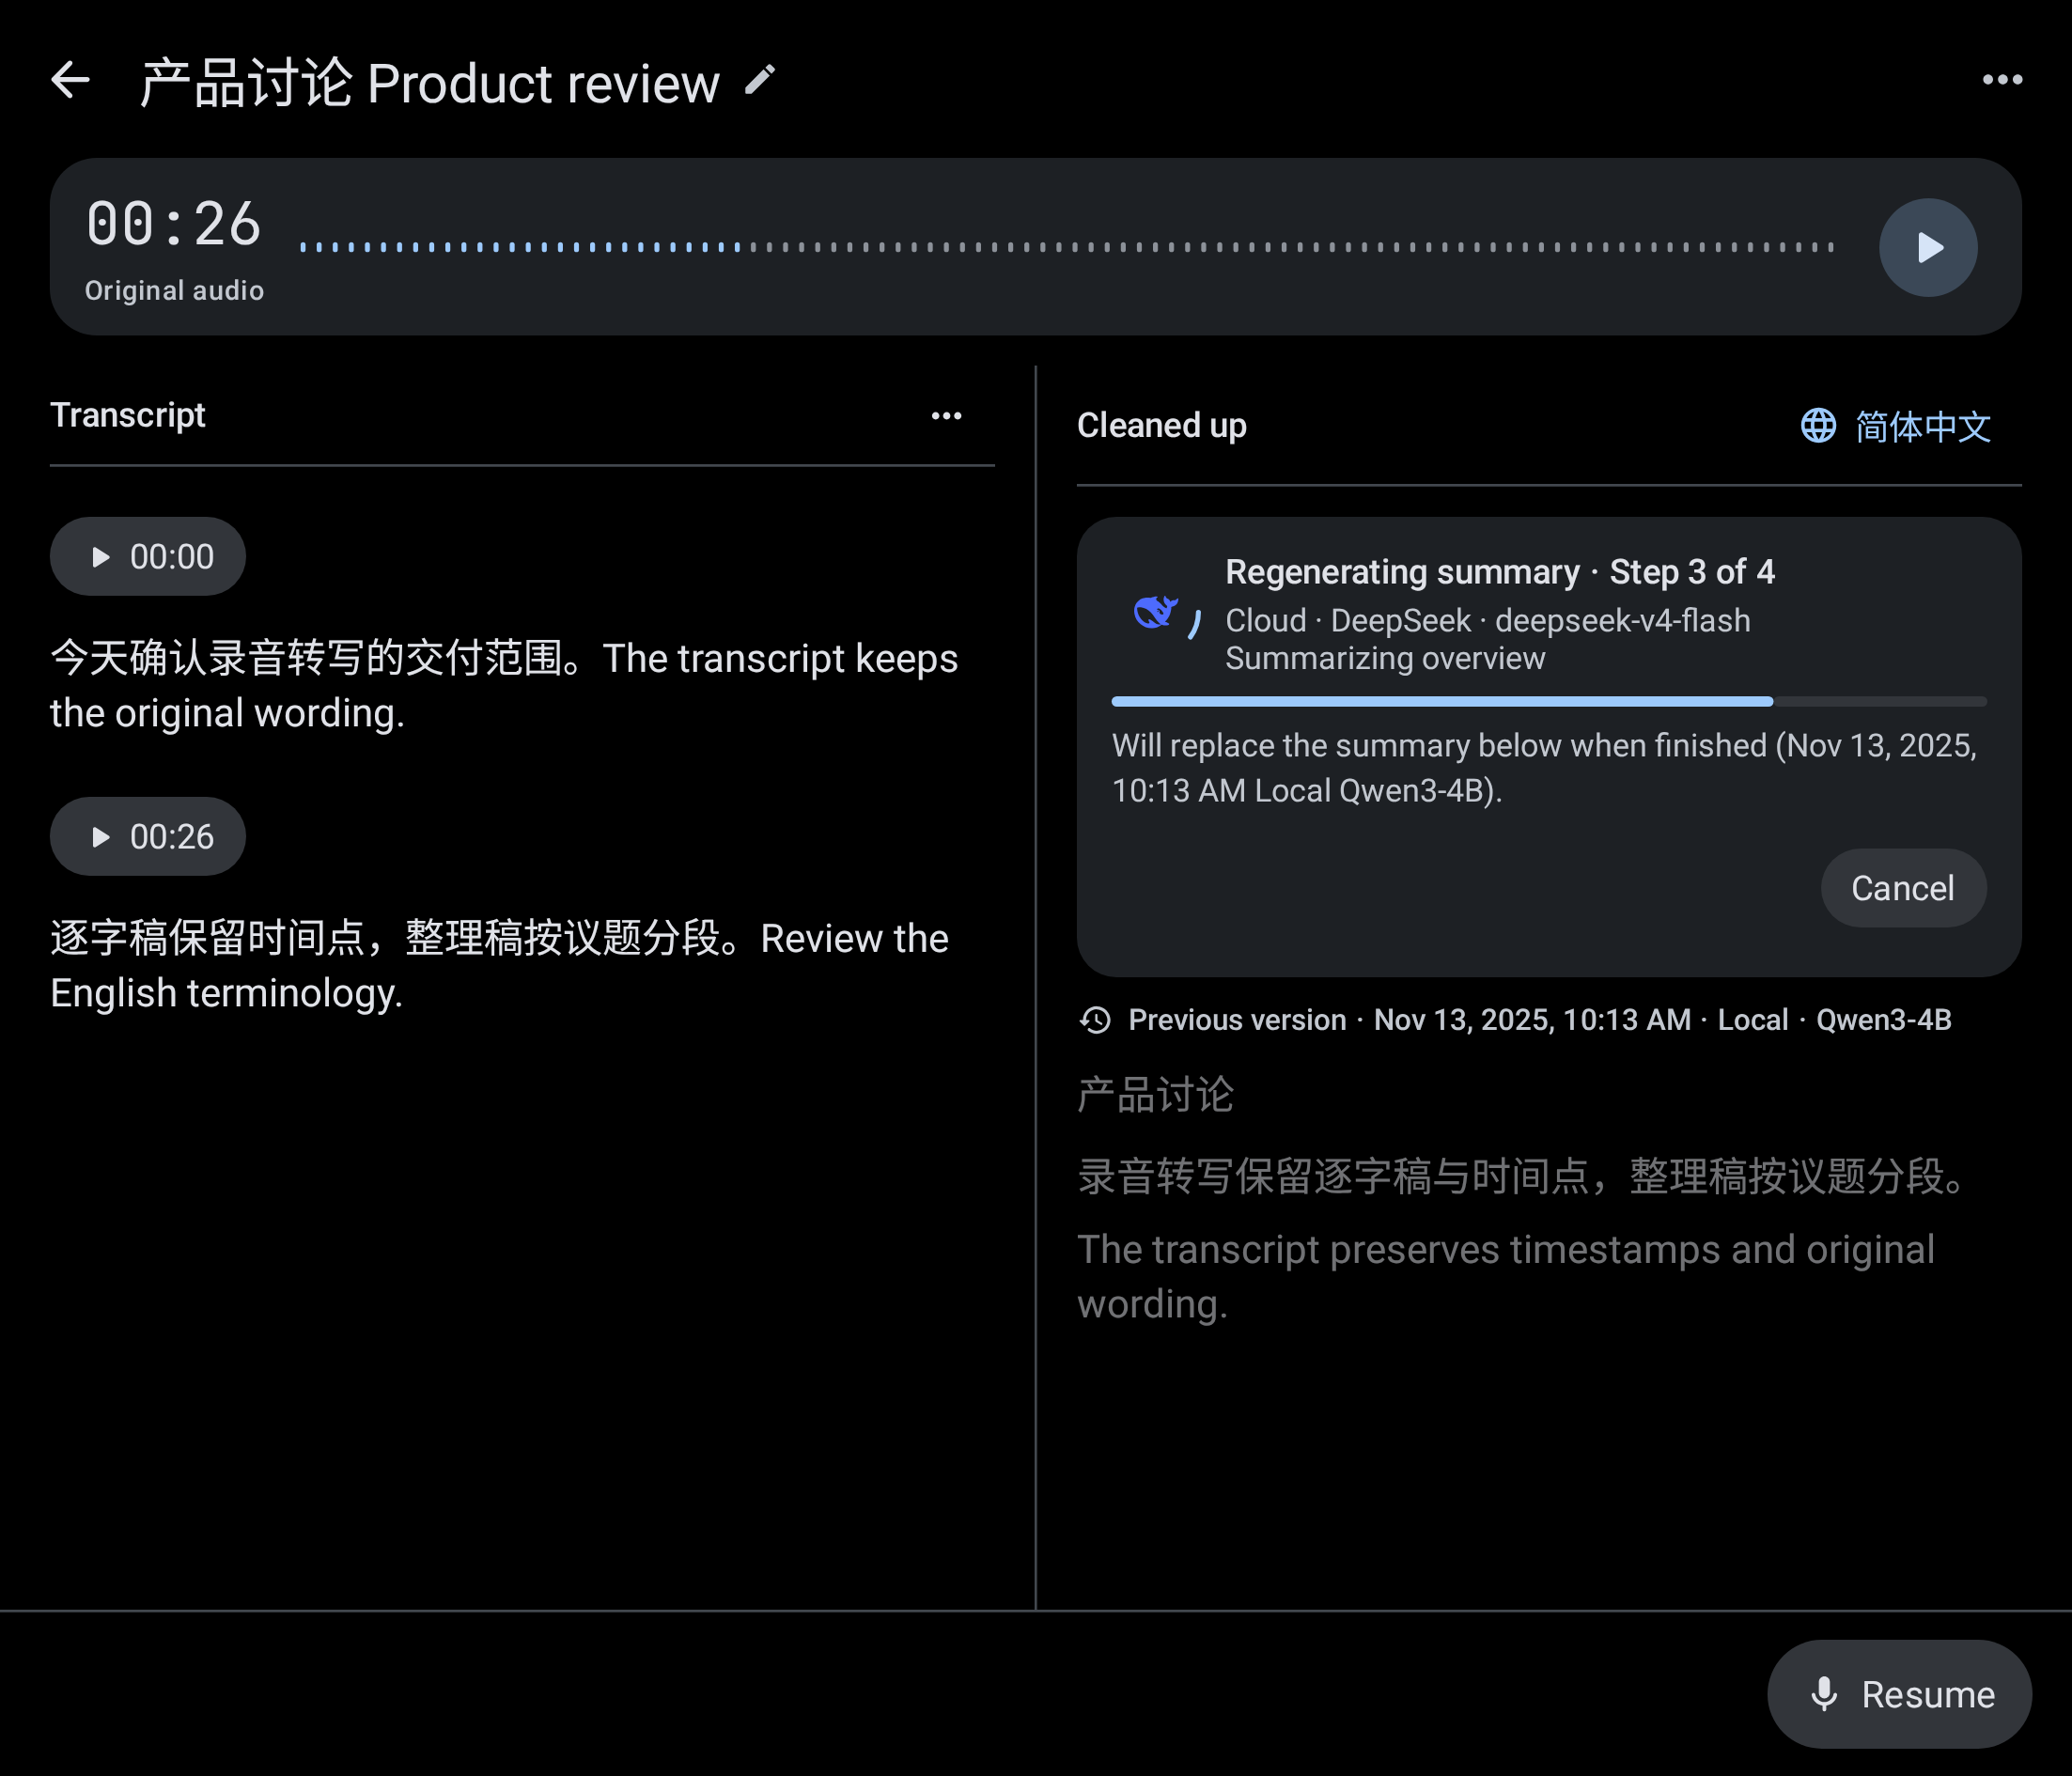 产品讨论 Product review
00:26
Original audio
Transcript
00:00
今天确认录音转写的交付范围。The transcript keeps
the original wording.
00:26
逐字稿保留时间点，整理稿按议题分段。Review the
English terminology.
Cleaned up
简体中文
Regenerating summary · Step 3 of 4
Cloud · DeepSeek · deepseek-v4-flash
Summarizing overview
Will replace the summary below when finished (Nov 13, 2025,
10:13 AM Local Qwen3-4B).
Cancel
Previous version · Nov 13, 2025, 10:13 AM · Local · Qwen3-4B
产品讨论
录音转写保留逐字稿与时间点，整理稿按议题分段。
The transcript preserves timestamps and original
wording.
Resume